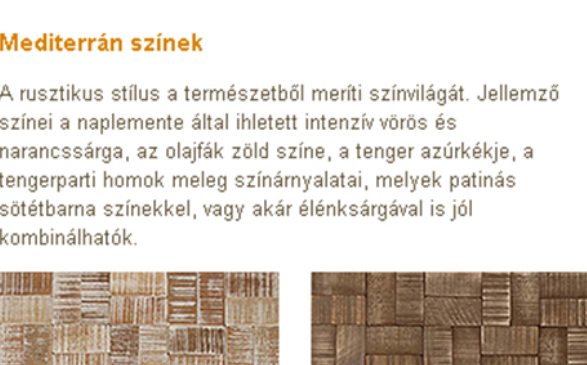 Mediterrán színek
A rusztikus stílus a természetből meríti színvilágát. Jellemző
színei a naplemente által ihletett intenzív vörös és
narancssárga, az olajfák zöld színe, a tenger azúrkékje, a
tengerparti homok meleg színárnyalatai, melyek patinás
sötétbarna színekkel, vagy akár élénksárgával is jól
kombinálhatók.